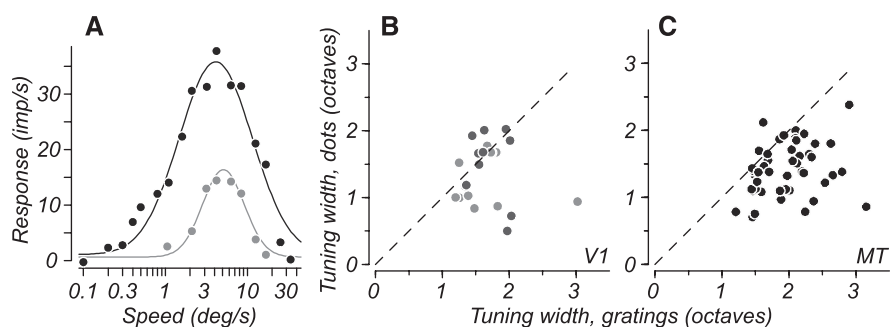 A
Response (imp/s)
30
20
10
0
0.1 0.3 1 3 10 30
Speed (deg/s)
B
Tuning width, dots (octaves)
3
2
1
0
0 1 2 3
V1
C
3
2
1
0
0 1 2 3
MT
Tuning width, gratings (octaves)